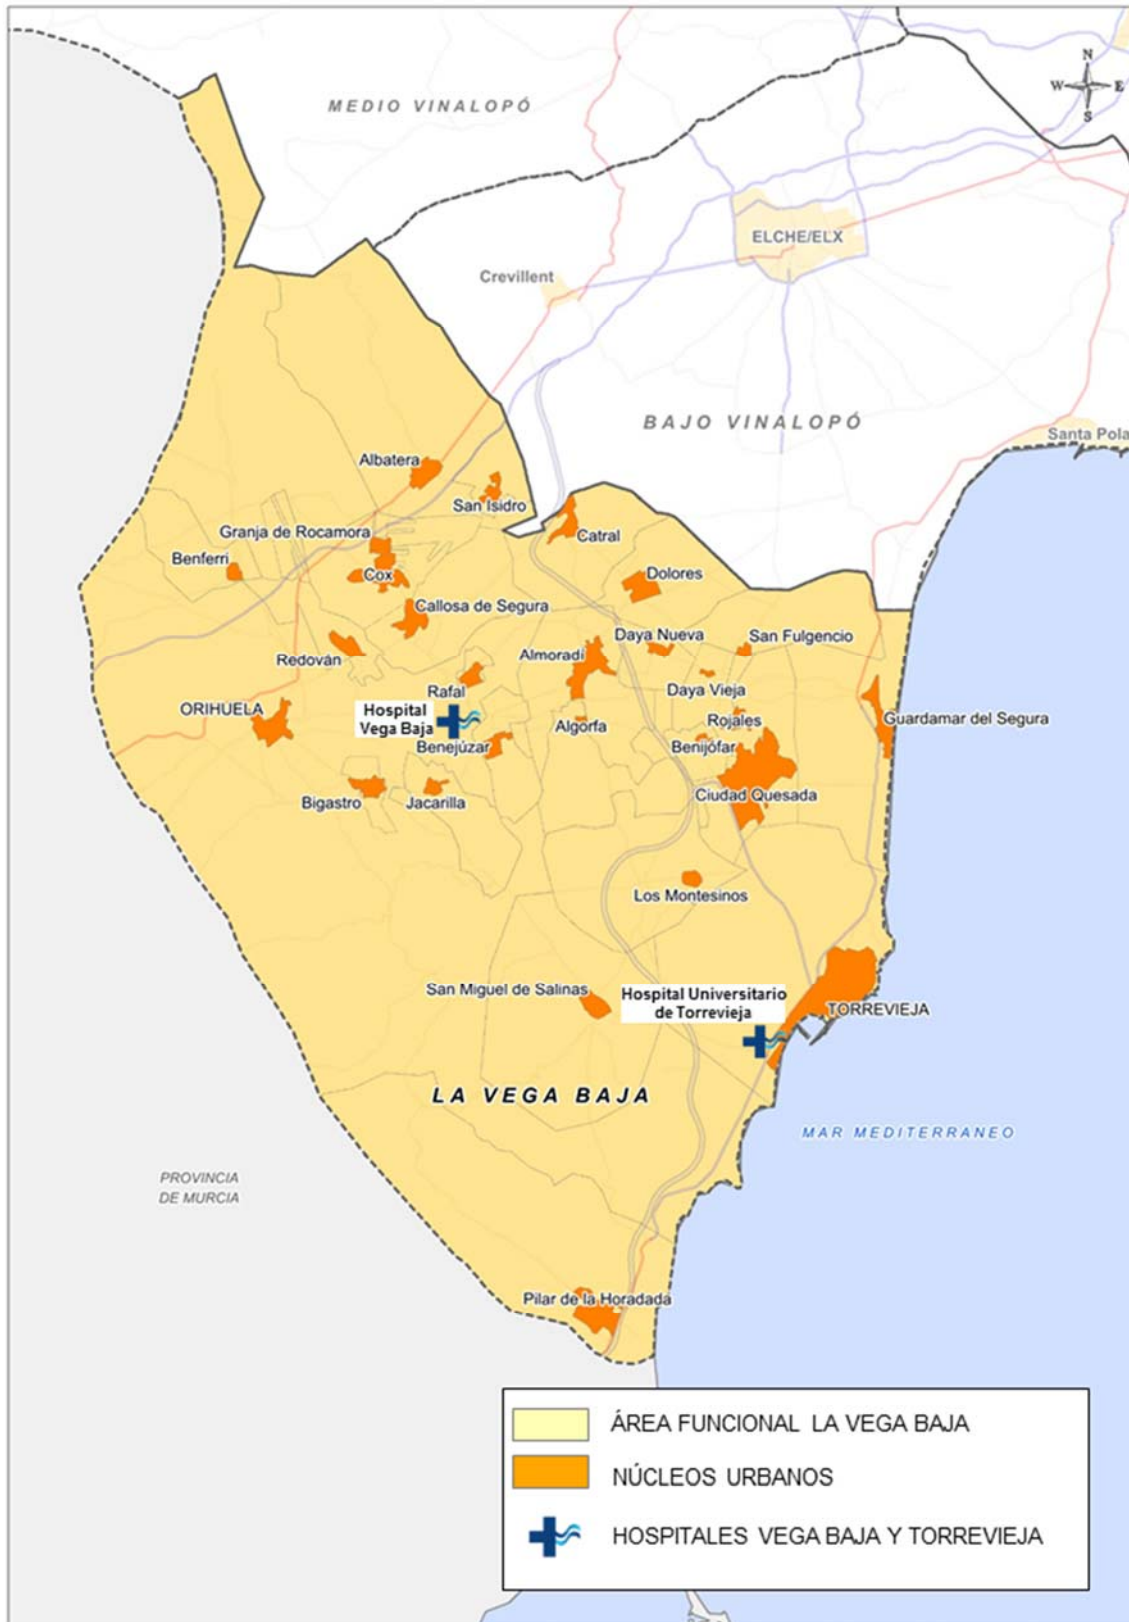 N
W
E
S
MEDIO VINALOPÓ
ELCHE/ELX
Crevillent
BAJO VINALOPÓ
Santa Pola
Albatera
San Isidro
Granja de Rocamora
Catral
Benferri
Cox
Dolores
Callosa de Segura
Daya Nueva
San Fulgencio
Redován
Almoradí
Rafal
Daya Vieja
ORIHUELA
Hospital
Vega Baja
Algorfa
Rojales
Guardamar del Segura
Benejúzar
Benijófar
Bigastro
Jacarilla
Ciudad Quesada
Los Montesinos
San Miguel de Salinas
Hospital Universitario
de Torrevieja
TORREVIEJA
LA VEGA BAJA
MAR MEDITERRANEO
PROVINCIA
DE MURCIA
Pilar de la Horadada
ÁREA FUNCIONAL LA VEGA BAJA
NÚCLEOS URBANOS
HOSPITALES VEGA BAJA Y TORREVIEJA